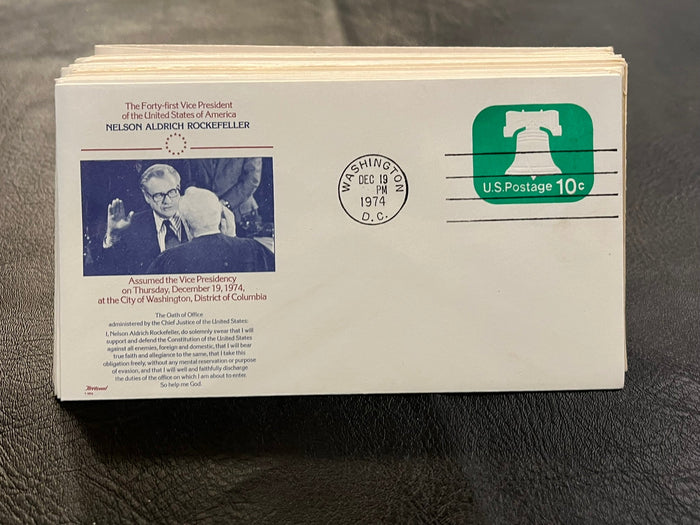 The Forty-first Vice President
of the United States of America
NELSON ALDRICH ROCKEFELLER
Assumed the Vice Presidency
on Thursday, December 19, 1974,
at the City of Washington, District of Columbia
The Oath of Office
administered by the Chief Justice of the United States:
I, Nelson Aldrich Rockefeller, do solemnly swear that I will
support and defend the Constitution of the United States
against all enemies, foreign and domestic, that I will bear
true faith and allegiance to the same, that I take this
obligation freely, without any mental reservation or purpose
of evasion, and that I will well and faithfully discharge
the duties of the office on which I am about to enter.
So help me God.
Fleetwood
WASHINGTON
DEC 19
PM
1974
D.C.
U.S. Postage 10c